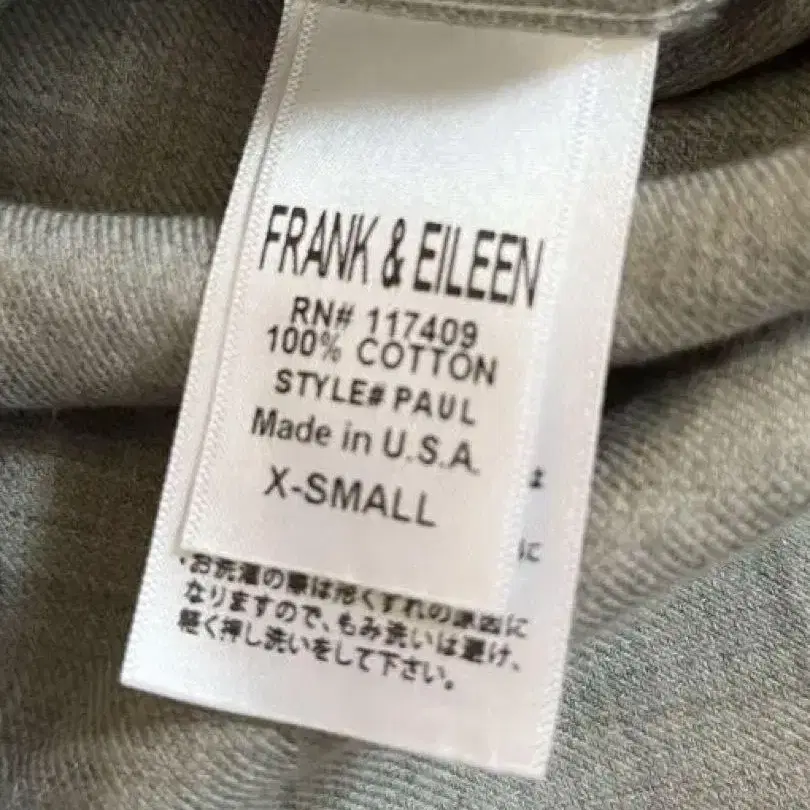 FRANK & EILEEN
RN# 117409
100% COTTON
STYLE# PAUL
Made in U.S.A.
X-SMALL
は
に
・お洗濯の際は形くずれの原因に
なりますので、もみ洗いは避け、
軽く押し洗いをして下さい。